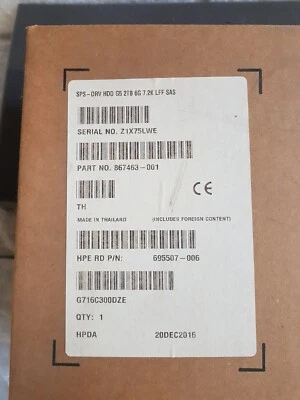 SPS-DRV HDD G5 2TB 6G 7.2K LFF SAS
SERIAL NO. Z1X75LWE
PART NO. 867463-001
CE
TH
MADE IN THAILAND (INCLUDES FOREIGN CONTENT)
HPE RD P/N: 695507-006
G716C300DZE
QTY: 1
HPDA 20DEC2016